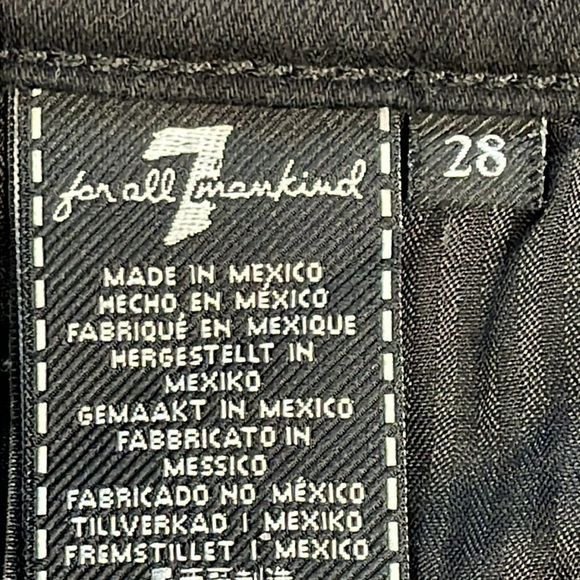 7
for all mankind
28
MADE IN MEXICO
HECHO EN MÉXICO
FABRIQUÉ EN MEXIQUE
HERGESTELLT IN
MEXIKO
GEMAAKT IN MEXICO
FABBRICATO IN
MESSICO
FABRICADO NO MÉXICO
TILLVERKAD I MEXIKO
FREMSTILLET I MEXICO